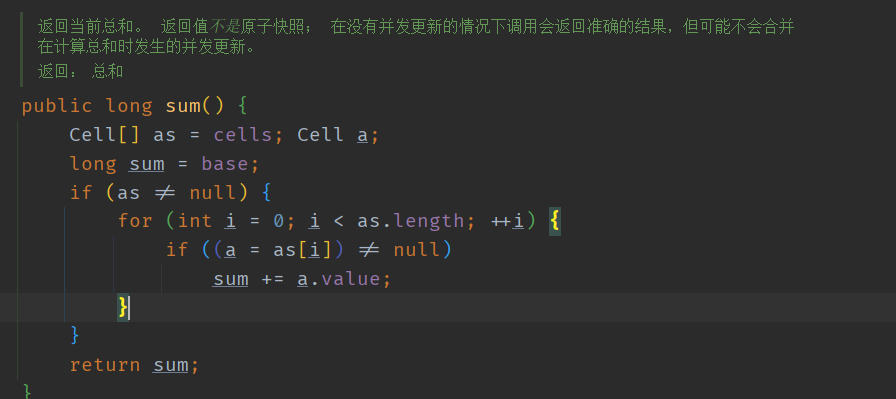 返回当前总和。 返回值不是原子快照； 在没有并发更新的情况下调用会返回准确的结果，但可能不会合并
在计算总和时发生的并发更新。
返回： 总和
public long sum() {
    Cell[] as = cells; Cell a;
    long sum = base;
    if (as ≠ null) {
        for (int i = 0; i < as.length; ++i) {
            if ((a = as[i]) ≠ null)
                sum += a.value;
        }
    }
    return sum;
}